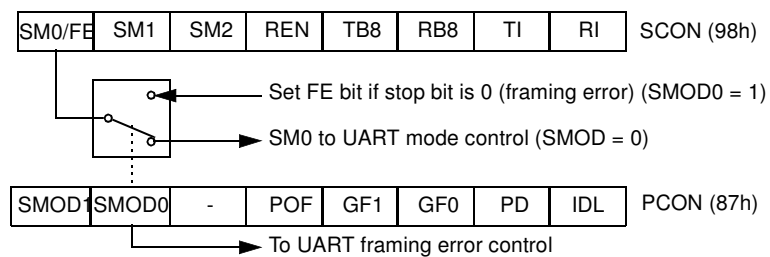 SM0/FE SM1 SM2 REN TB8 RB8 TI RI SCON (98h)
Set FE bit if stop bit is 0 (framing error) (SMOD0 = 1)
SM0 to UART mode control (SMOD = 0)
SMOD1 SMOD0 - POF GF1 GF0 PD IDL PCON (87h)
To UART framing error control